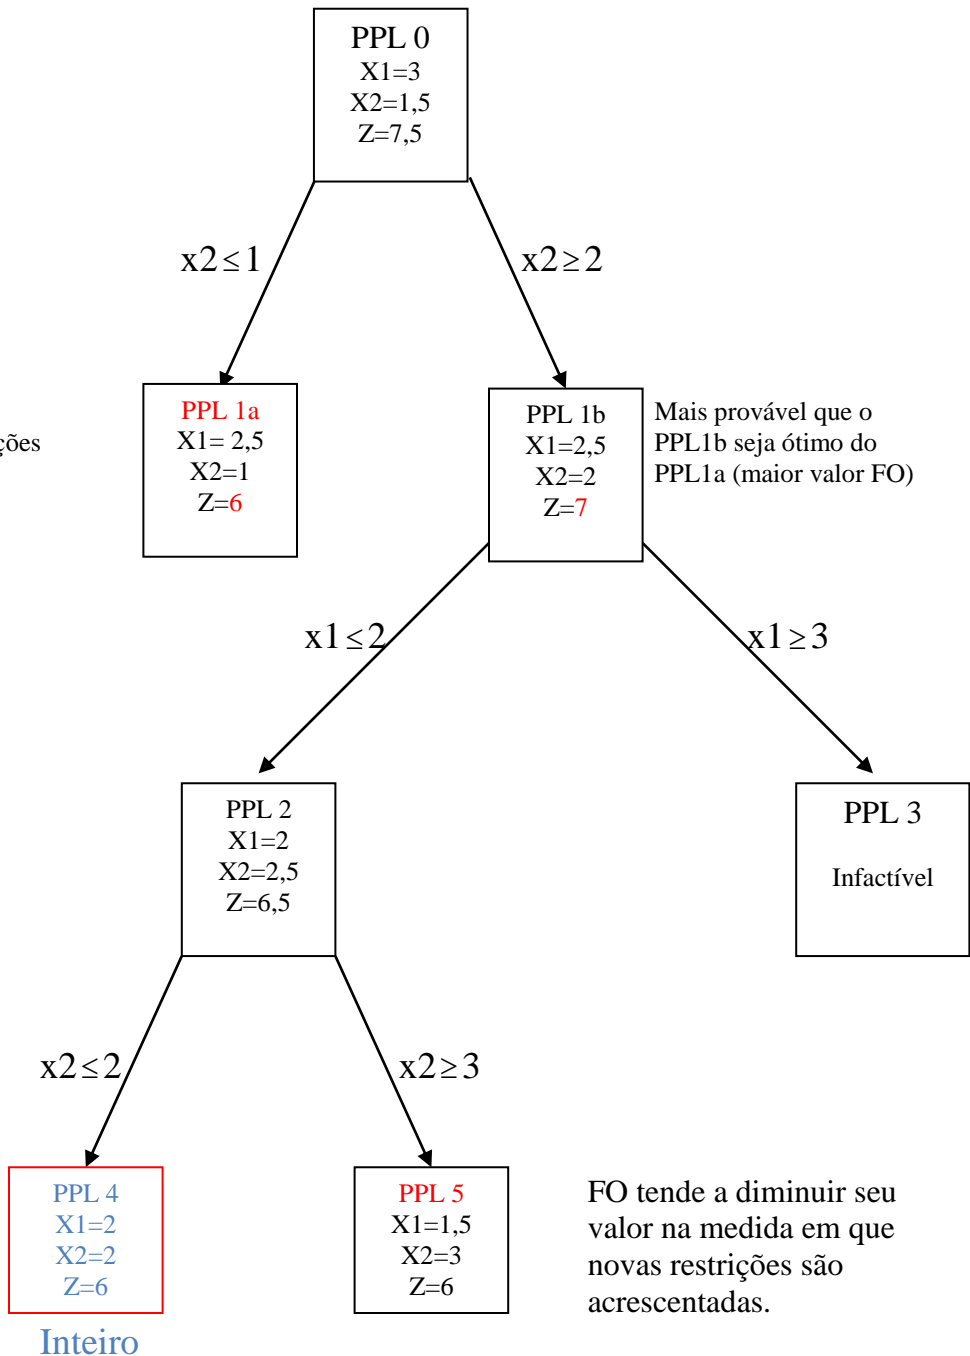 PPL 0
X1=3
X2=1,5
Z=7,5
x2≤1
x2≥2
ções
PPL 1a
X1= 2,5
X2=1
Z=6
PPL 1b
X1=2,5
X2=2
Z=7
Mais provável que o
PPL1b seja ótimo do
PPL1a (maior valor FO)
x1≤2
x1≥3
PPL 2
X1=2
X2=2,5
Z=6,5
PPL 3
Infactível
x2≤2
x2≥3
PPL 4
X1=2
X2=2
Z=6
Inteiro
PPL 5
X1=1,5
X2=3
Z=6
FO tende a diminuir seu
valor na medida em que
novas restrições são
acrescentadas.